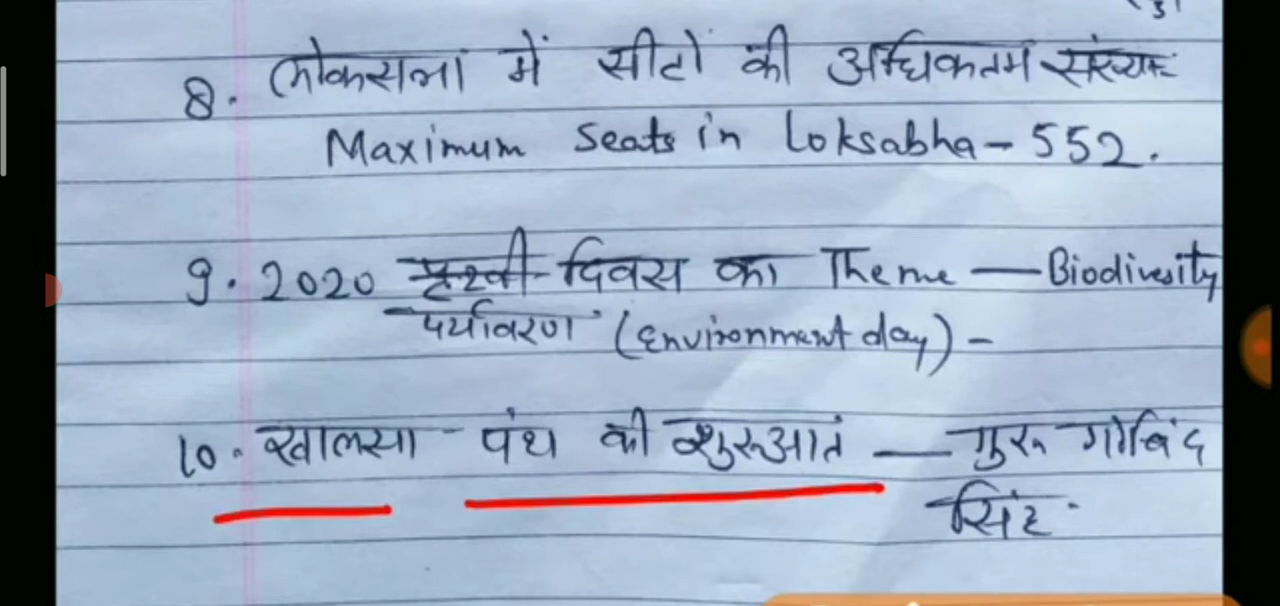 8. लोकसभा में सीटों की अधिकतम संख्या
Maximum Seats in Loksabha - 552.
9. 2020 पृथ्वी दिवस का Theme — Biodivesity
पर्यावरण (Environment day) -
10. खालसा - पंथ की शुरुआत — गुरु गोबिंद
सिंह